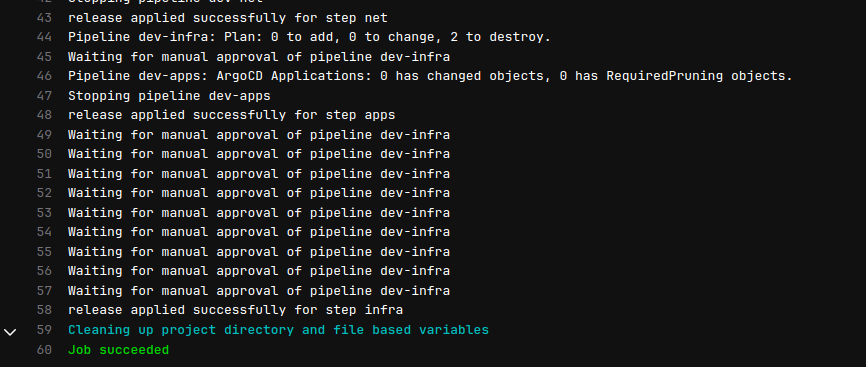 42 Stopping pipeline dev-net
43 release applied successfully for step net
44 Pipeline dev-infra: Plan: 0 to add, 0 to change, 2 to destroy.
45 Waiting for manual approval of pipeline dev-infra
46 Pipeline dev-apps: ArgoCD Applications: 0 has changed objects, 0 has RequiredPruning objects.
47 Stopping pipeline dev-apps
48 release applied successfully for step apps
49 Waiting for manual approval of pipeline dev-infra
50 Waiting for manual approval of pipeline dev-infra
51 Waiting for manual approval of pipeline dev-infra
52 Waiting for manual approval of pipeline dev-infra
53 Waiting for manual approval of pipeline dev-infra
54 Waiting for manual approval of pipeline dev-infra
55 Waiting for manual approval of pipeline dev-infra
56 Waiting for manual approval of pipeline dev-infra
57 Waiting for manual approval of pipeline dev-infra
58 release applied successfully for step infra
59 Cleaning up project directory and file based variables
60 Job succeeded